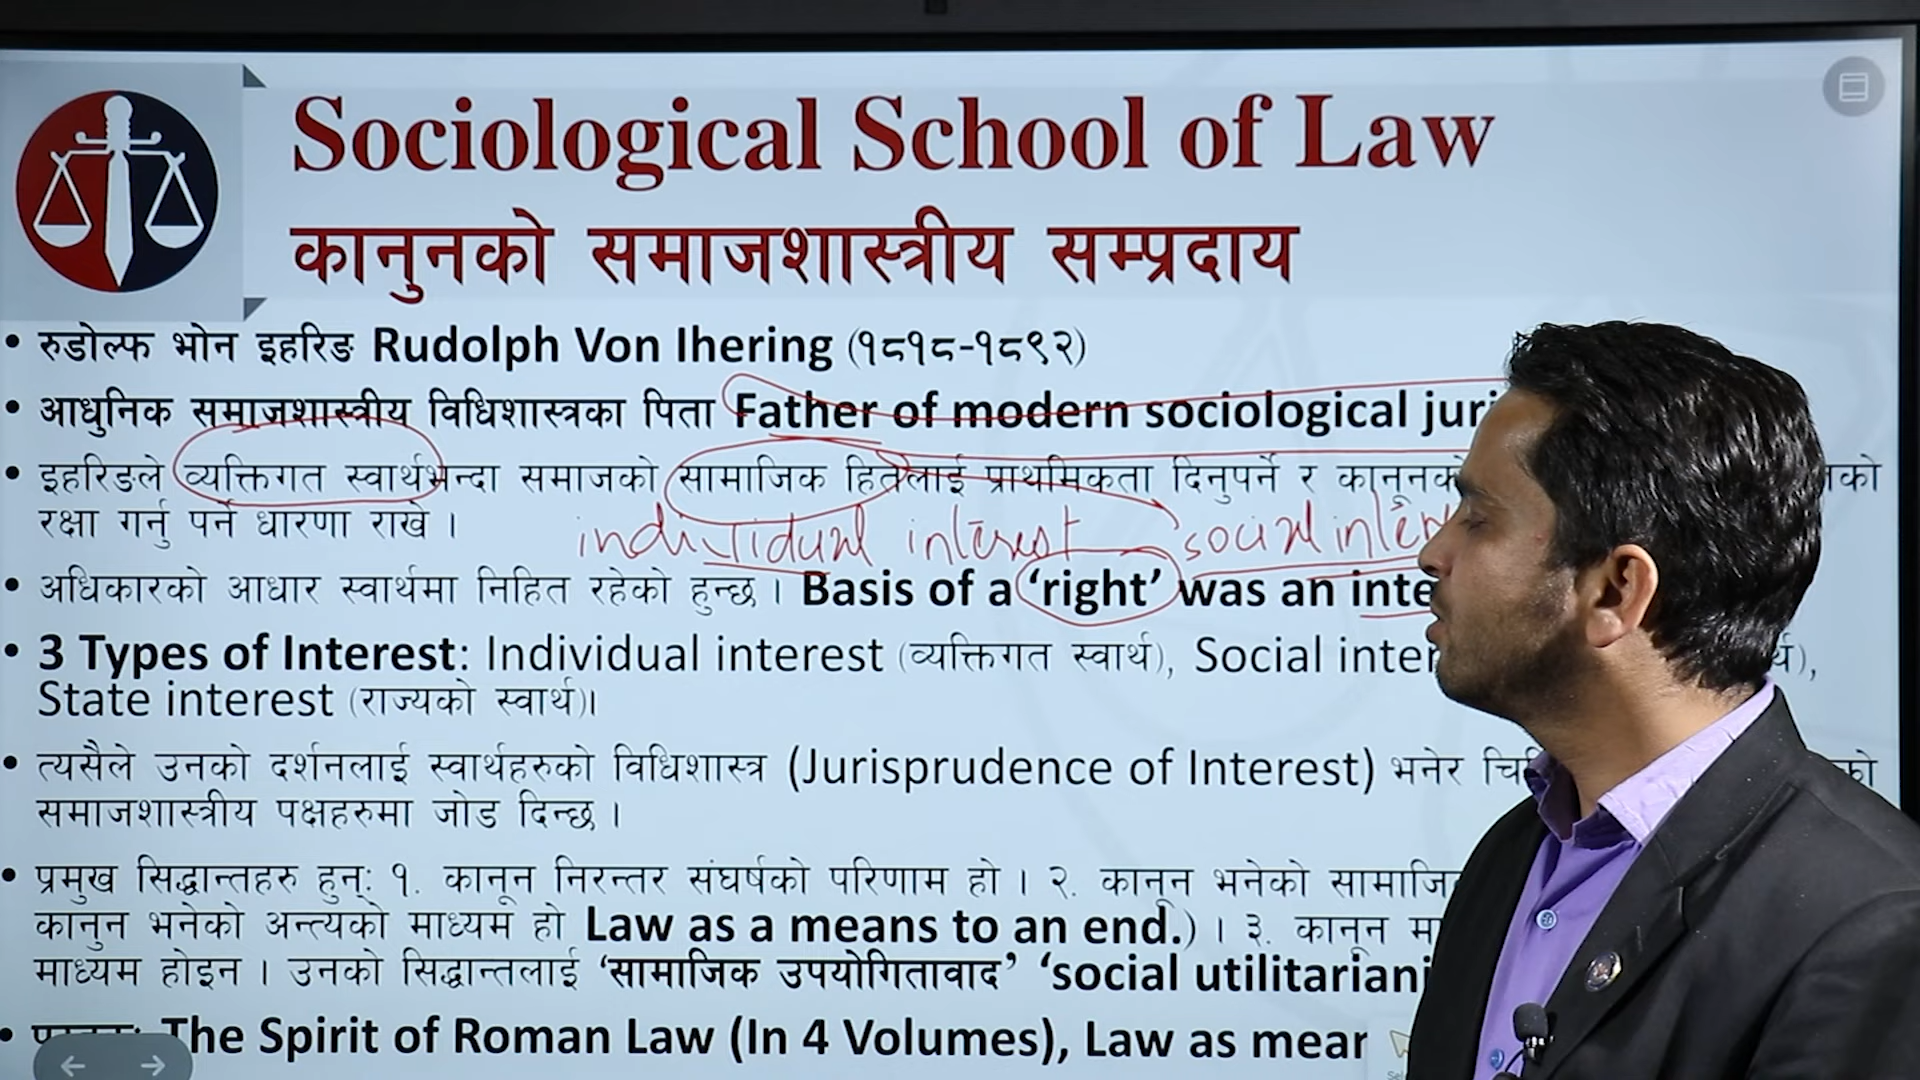 Sociological School of Law
कानुनको समाजशास्त्रीय सम्प्रदाय
• रुडोल्फ भोन इहरिङ Rudolph Von Ihering (१८१८-१८९२)
• आधुनिक समाजशास्त्रीय विधिशास्त्रका पिता Father of modern sociological juri
• इहरिङले व्यक्तिगत स्वार्थभन्दा समाजको सामाजिक हितलाई प्राथमिकता दिनुपर्ने र कानूनको नको
रक्षा गर्नु पर्ने धारणा राखे ।
individual interest social inter
• अधिकारको आधार स्वार्थमा निहित रहेको हुन्छ । Basis of a ‘right’ was an inte
• 3 Types of Interest: Individual interest (व्यक्तिगत स्वार्थ), Social inter र्थ),
State interest (राज्यको स्वार्थ)।
• त्यसैले उनको दर्शनलाई स्वार्थहरुको विधिशास्त्र (Jurisprudence of Interest) भनेर चि को
समाजशास्त्रीय पक्षहरुमा जोड दिन्छ ।
• प्रमुख सिद्धान्तहरु हुन्: १. कानून निरन्तर संघर्षको परिणाम हो । २. कानून भनेको सामाजि
कानुन भनेको अन्त्यको माध्यम हो Law as a means to an end.) । ३. कानून मा
माध्यम होइन । उनको सिद्धान्तलाई ‘सामाजिक उपयोगितावाद’ ‘social utilitariani
• The Spirit of Roman Law (In 4 Volumes), Law as mear